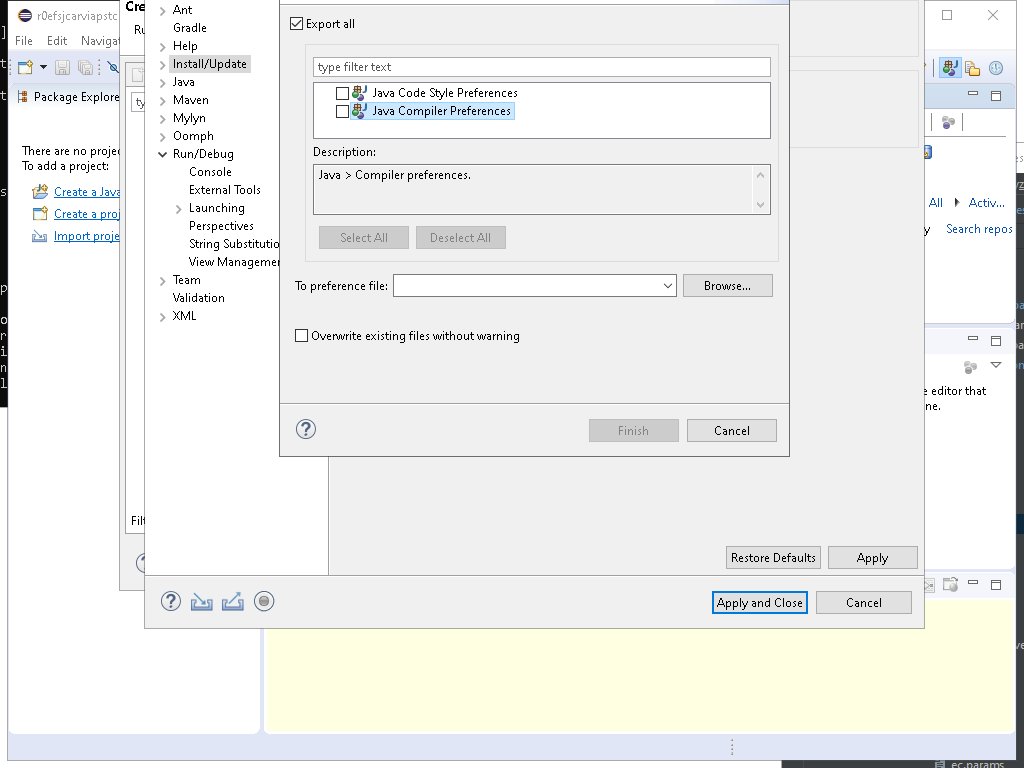 r0efsjcarviapstc
File Edit Naviga
Package Explore
There are no proje
To add a project:
Create a Java
Create a proj
Import proje
Cre
Ru
ty
Filt
Ant
Gradle
Help
Install/Update
Java
Maven
Mylyn
Oomph
Run/Debug
Console
External Tools
Launching
Perspectives
String Substitutio
View Managemen
Team
Validation
XML
Export all
type filter text
Java Code Style Preferences
Java Compiler Preferences
Description:
Java > Compiler preferences.
Select All Deselect All
To preference file: Browse...
Overwrite existing files without warning
Finish Cancel
Restore Defaults Apply
Apply and Close Cancel
All Activ...
y Search repos
e editor that
ne.
ec.params